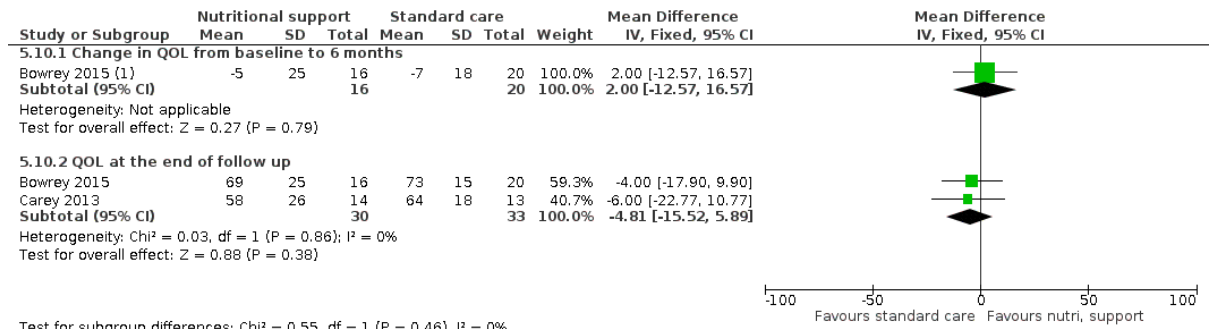 Nutritional support Standard care Mean Difference Mean Difference
Study or Subgroup Mean SD Total Mean SD Total Weight IV, Fixed, 95% CI IV, Fixed, 95% CI
5.10.1 Change in QOL from baseline to 6 months
Bowrey 2015 (1) -5 25 16 -7 18 20 100.0% 2.00 [-12.57, 16.57]
Subtotal (95% CI) 16 20 100.0% 2.00 [-12.57, 16.57]
Heterogeneity: Not applicable
Test for overall effect: Z = 0.27 (P = 0.79)
5.10.2 QOL at the end of follow up
Bowrey 2015 69 25 16 73 15 20 59.3% -4.00 [-17.90, 9.90]
Carey 2013 58 26 14 64 18 13 40.7% -6.00 [-22.77, 10.77]
Subtotal (95% CI) 30 33 100.0% -4.81 [-15.52, 5.89]
Heterogeneity: Chi² = 0.03, df = 1 (P = 0.86); I² = 0%
Test for overall effect: Z = 0.88 (P = 0.38)
-100 -50 0 50 100
Favours standard care Favours nutri, support
Test for subgroup differences: Chi² = 0.55, df = 1 (P = 0.46), I² = 0%